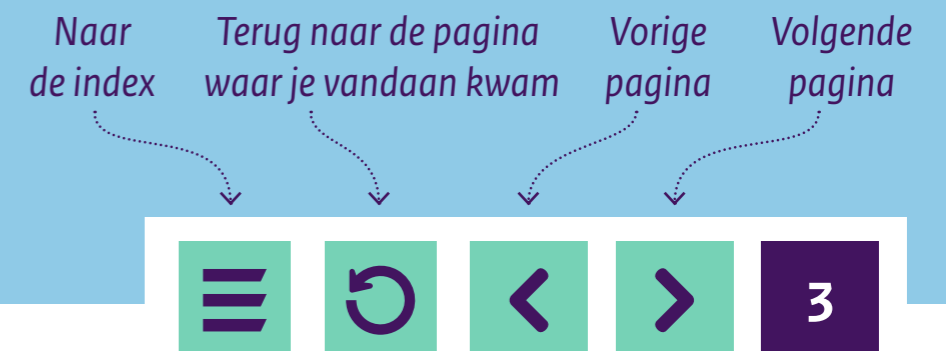 Naar
de index
Terug naar de pagina
waar je vandaan kwam
Vorige
pagina
Volgende
pagina
3